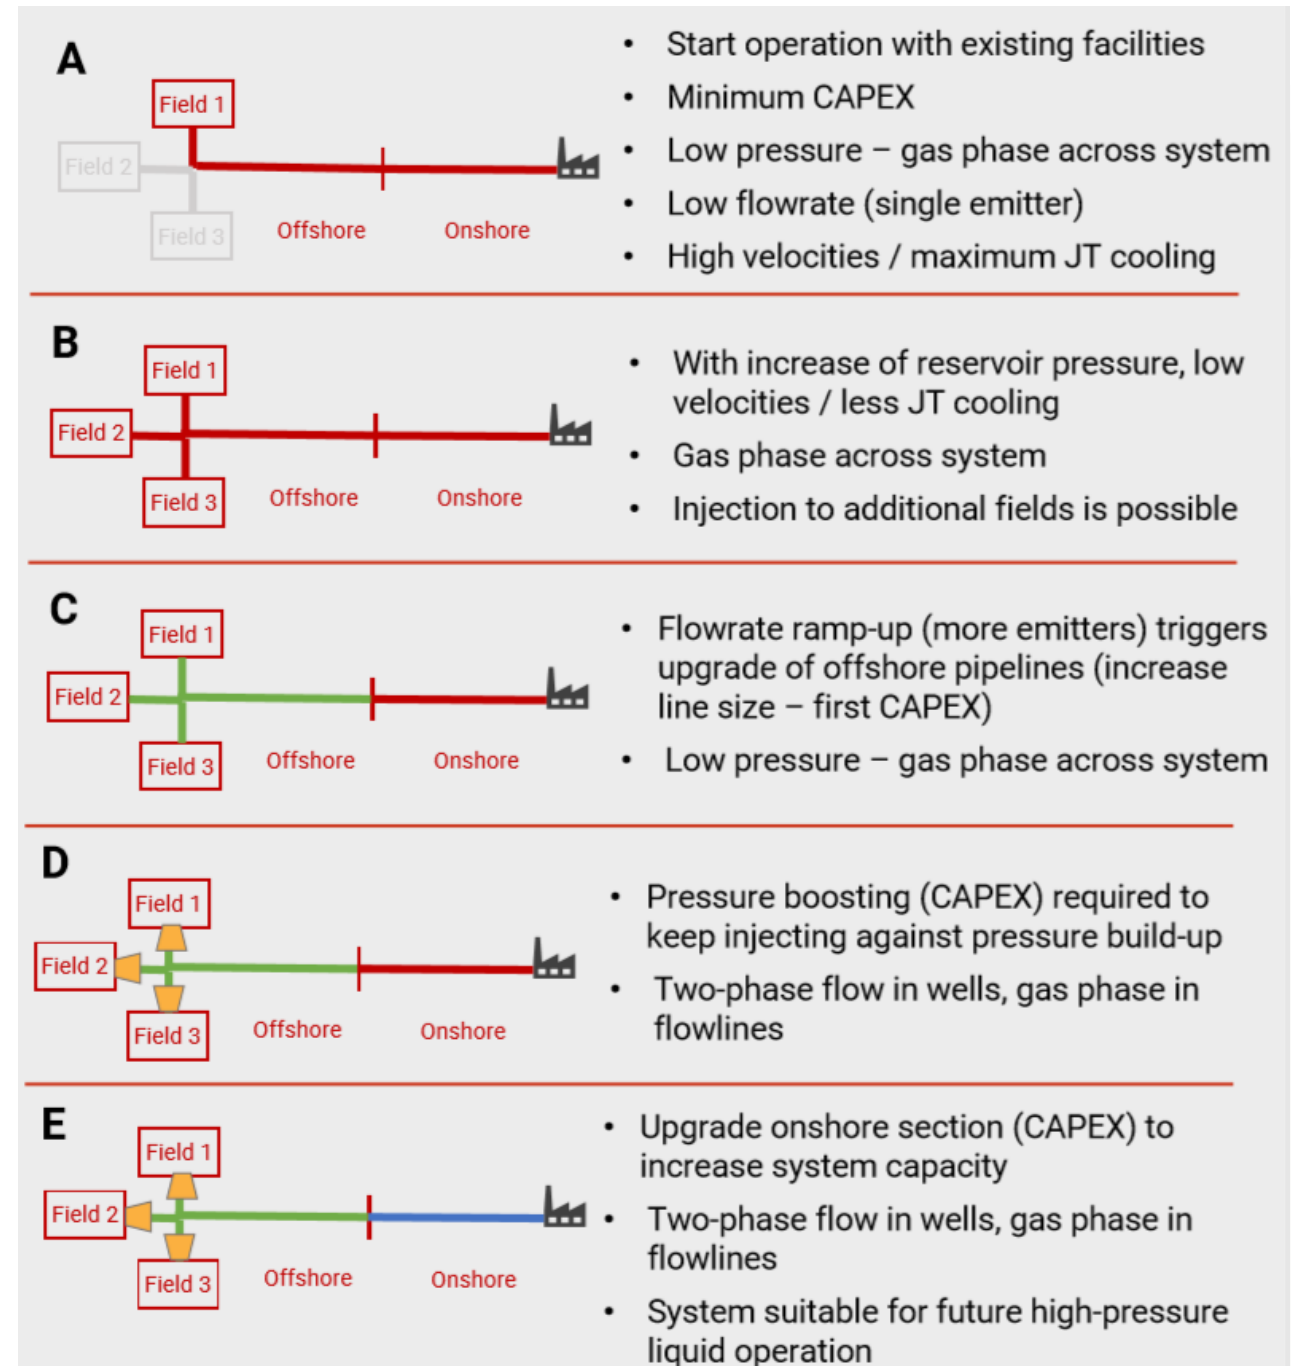 A
Field 1
Field 2
Field 3
Offshore
Onshore
• Start operation with existing facilities
• Minimum CAPEX
• Low pressure – gas phase across system
• Low flowrate (single emitter)
• High velocities / maximum JT cooling
B
Field 1
Field 2
Field 3
Offshore
Onshore
• With increase of reservoir pressure, low
velocities / less JT cooling
• Gas phase across system
• Injection to additional fields is possible
C
Field 1
Field 2
Field 3
Offshore
Onshore
• Flowrate ramp-up (more emitters) triggers
upgrade of offshore pipelines (increase
line size – first CAPEX)
• Low pressure – gas phase across system
D
Field 1
Field 2
Field 3
Offshore
Onshore
• Pressure boosting (CAPEX) required to
keep injecting against pressure build-up
• Two-phase flow in wells, gas phase in
flowlines
E
Field 1
Field 2
Field 3
Offshore
Onshore
• Upgrade onshore section (CAPEX) to
increase system capacity
• Two-phase flow in wells, gas phase in
flowlines
• System suitable for future high-pressure
liquid operation